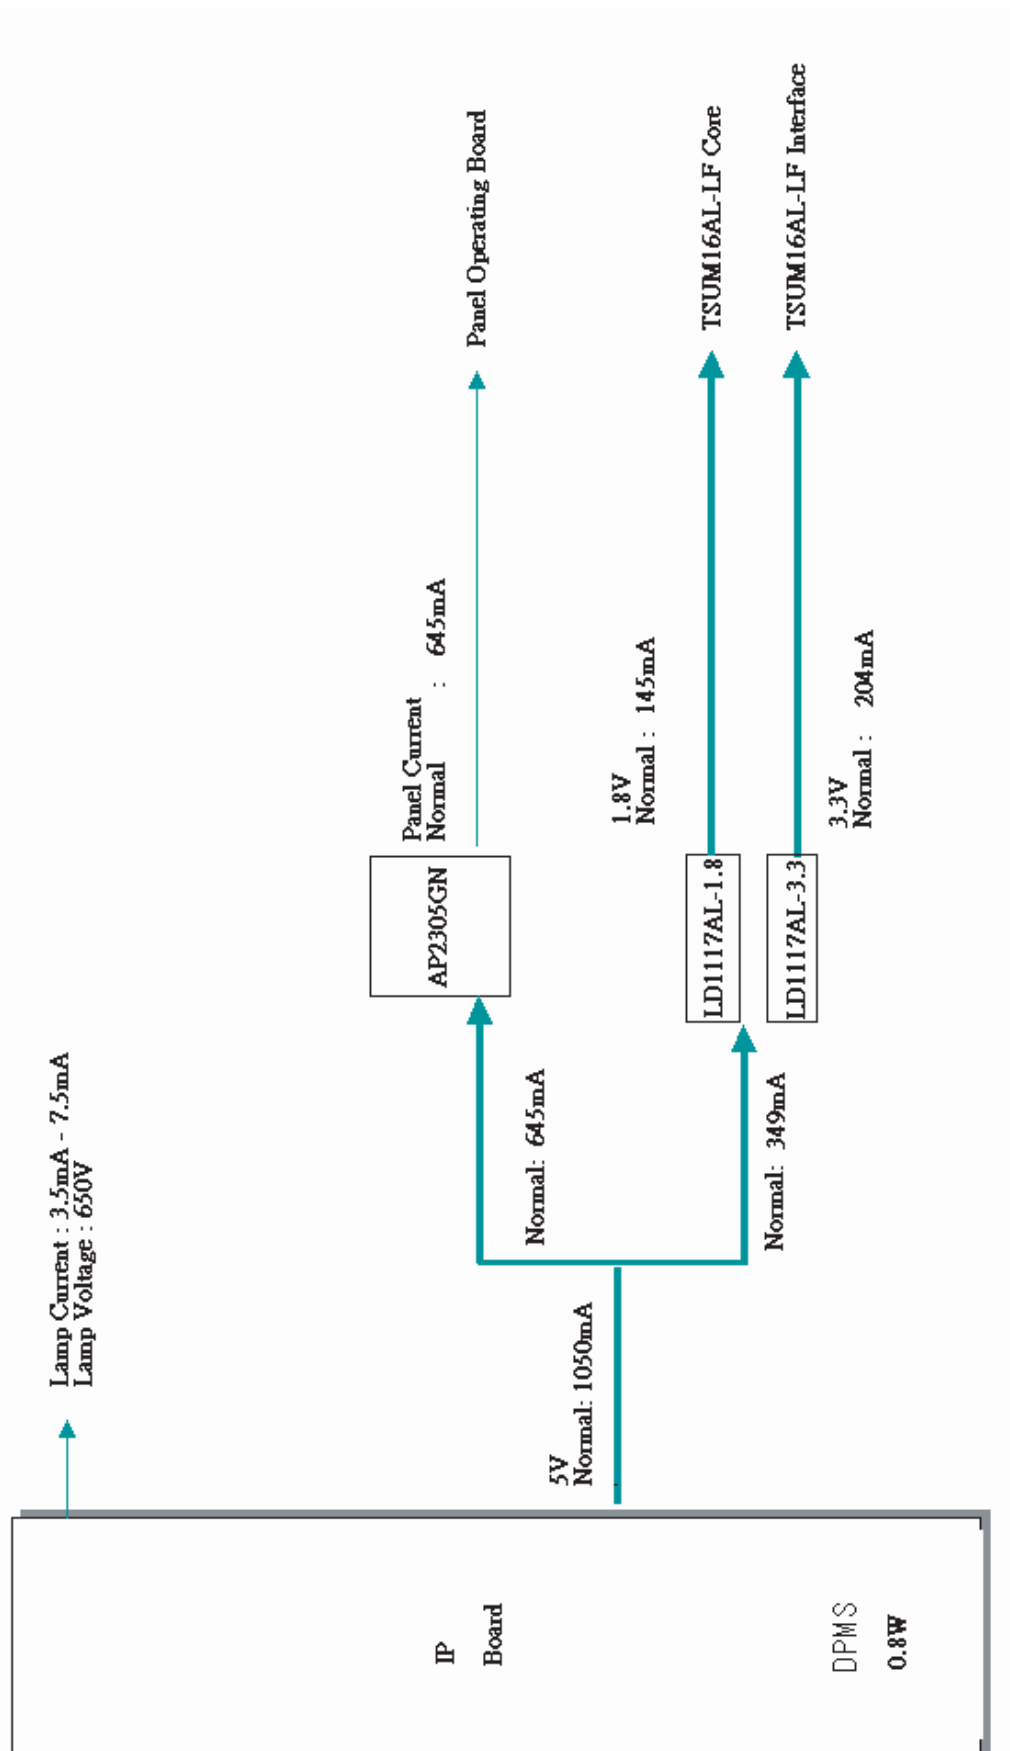 Lamp Current : 3.5mA - 7.5mA
Lamp Voltage : 650V
Panel Current
Normal : 645mA
Panel Operating Board
AP2305GN
IP
Board
Normal: 645mA
5V
Normal: 1050mA
1.8V
Normal : 145mA
TSUM16AL-LF Core
LD1117AL-1.8
Normal: 349mA
LD1117AL-3.3
TSUM16AL-LF Interface
3.3V
Normal : 204mA
DPMS
0.8W